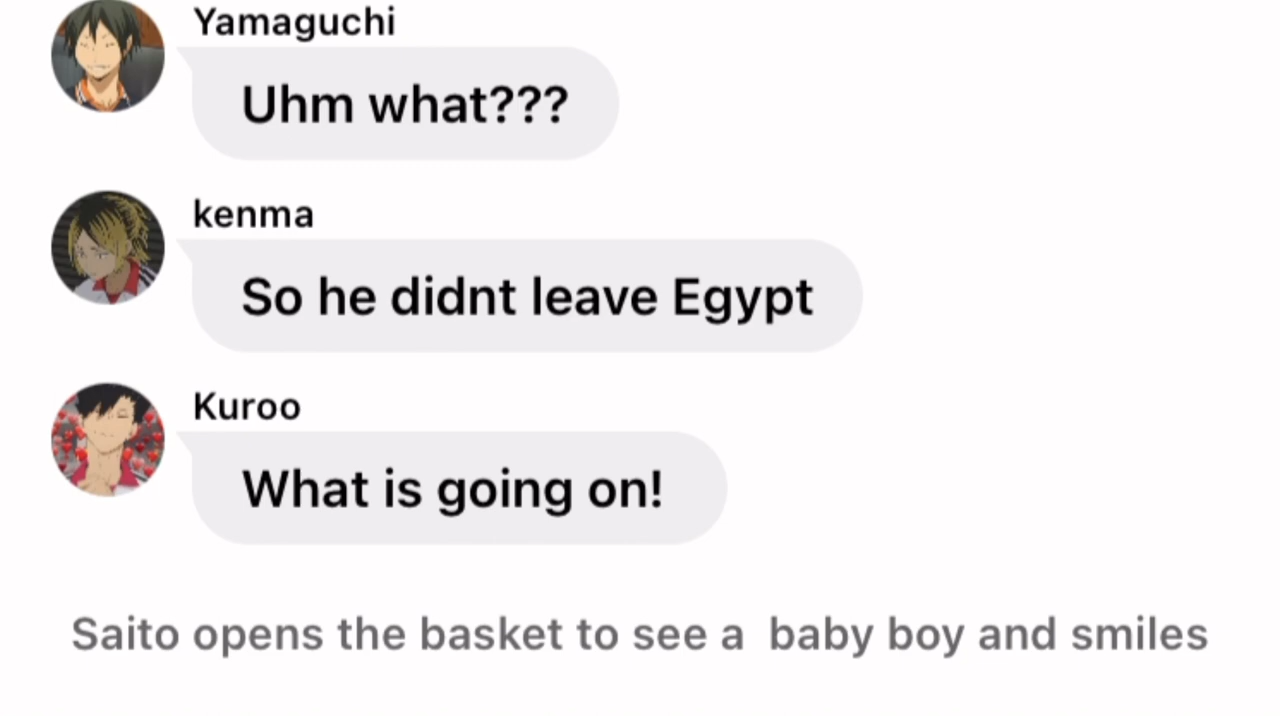 Yamaguchi
Uhm what???
kenma
So he didnt leave Egypt
Kuroo
What is going on!
Saito opens the basket to see a  baby boy and smiles